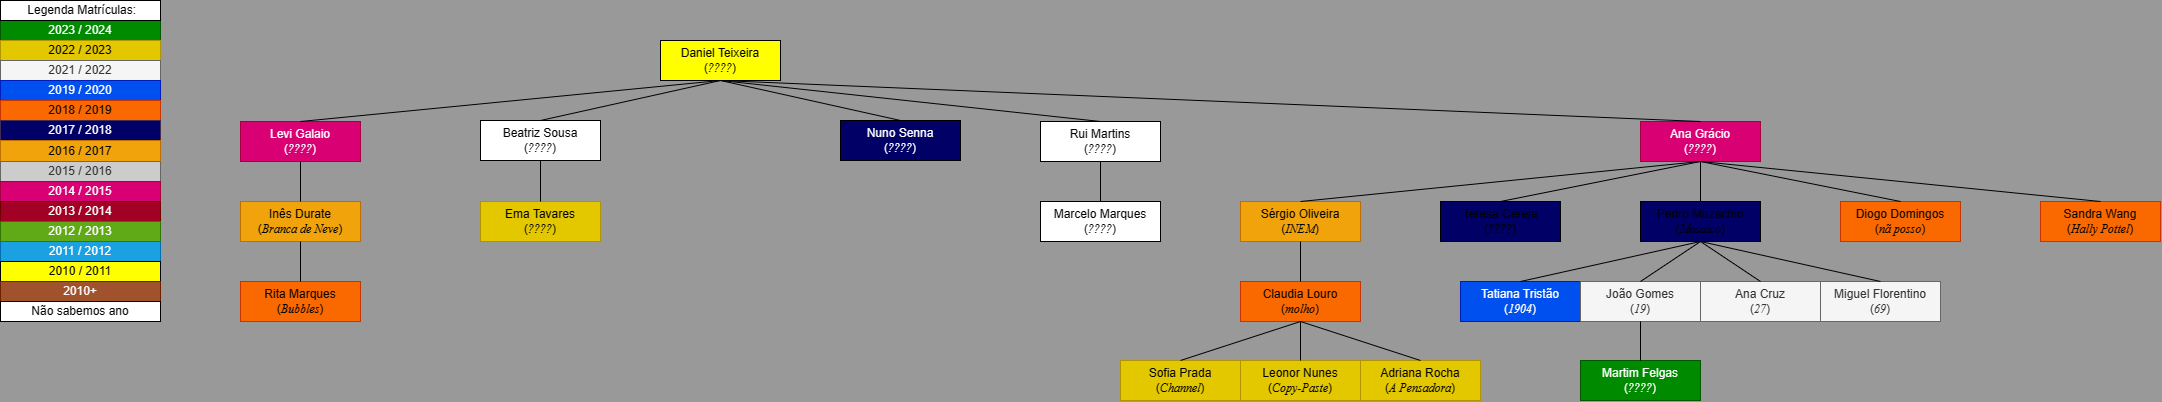 Legenda Matrículas:
2023 / 2024
2022 / 2023
2021 / 2022
2019 / 2020
2018 / 2019
2017 / 2018
2016 / 2017
2015 / 2016
2014 / 2015
2013 / 2014
2012 / 2013
2011 / 2012
2010 / 2011
2010+
Não sabemos ano
Daniel Teixeira
(????)
Levi Galaio
(????)
Beatriz Sousa
(????)
Nuno Senna
(????)
Rui Martins
(????)
Ana Grácio
(????)
Inês Durate
(Branca de Neve)
Ema Tavares
(????)
Marcelo Marques
(????)
Sérgio Oliveira
(INEM)
(????)
Diogo Domingos
(nã posso)
Sandra Wang
(Hally Pottel)
Rita Marques
(Bubbles)
Claudia Louro
(molho)
Tatiana Tristão
(1904)
João Gomes
(19)
Ana Cruz
(27)
Miguel Florentino
(69)
Sofia Prada
(Channel)
Leonor Nunes
(Copy-Paste)
Adriana Rocha
(A Pensadora)
Martim Felgas
(????)